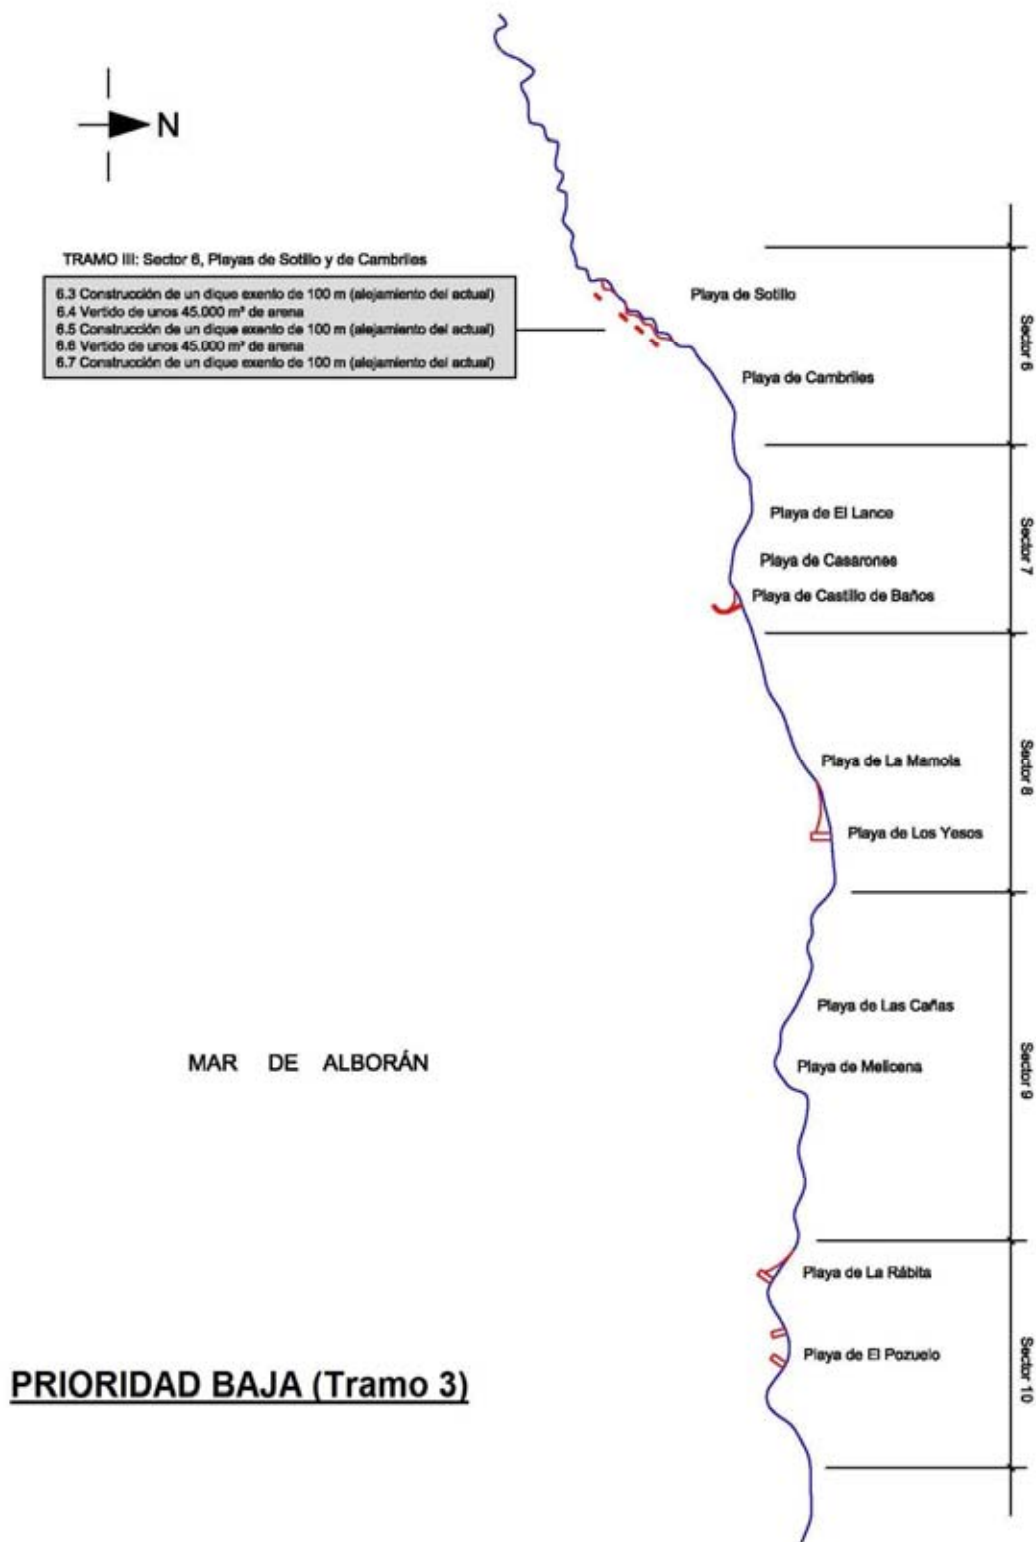 N
TRAMO III: Sector 6, Playas de Sotillo y de Cambriles
6.3 Construcción de un dique exento de 100 m (alejamiento del actual)
6.4 Vertido de unos 45.000 m³ de arena
6.5 Construcción de un dique exento de 100 m (alejamiento del actual)
6.6 Vertido de unos 45.000 m³ de arena
6.7 Construcción de un dique exento de 100 m (alejamiento del actual)
Playa de Sotillo
Playa de Cambriles
Sector 6
Playa de El Lance
Playa de Casarones
Playa de Castillo de Baños
Sector 7
Playa de La Mamola
Playa de Los Yesos
Sector 8
Playa de Las Cañas
Playa de Melicena
Sector 9
MAR DE ALBORÁN
Playa de La Rábita
Playa de El Pozuelo
Sector 10
PRIORIDAD BAJA (Tramo 3)